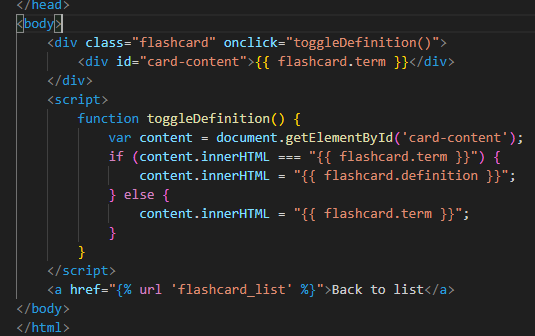 </head>
<body>
    <div class="flashcard" onclick="toggleDefinition()">
        <div id="card-content">{{ flashcard.term }}</div>
    </div>
    <script>
        function toggleDefinition() {
            var content = document.getElementById('card-content');
            if (content.innerHTML === "{{ flashcard.term }}") {
                content.innerHTML = "{{ flashcard.definition }}";
            } else {
                content.innerHTML = "{{ flashcard.term }}";
            }
        }
    </script>
    <a href="{% url 'flashcard_list' %}">Back to list</a>
</body>
</html>